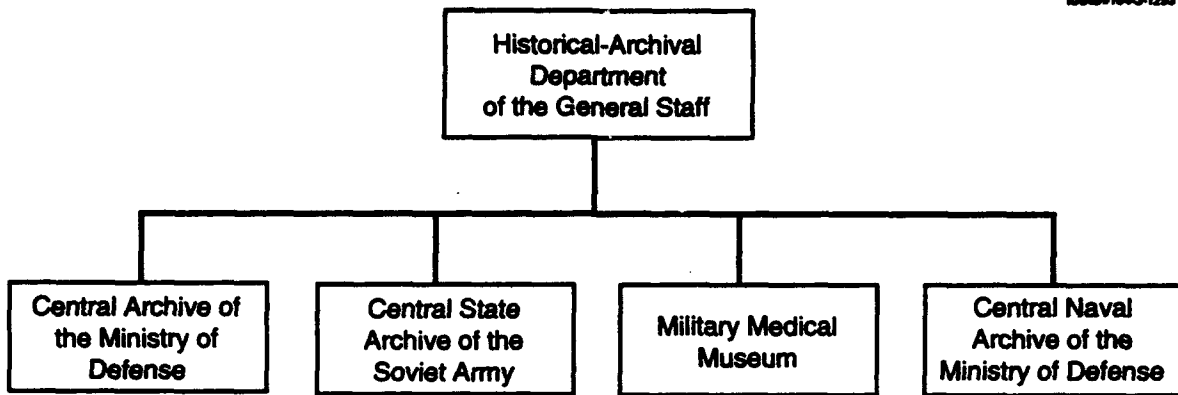 Historical-Archival
Department
of the General Staff
Central Archive of
the Ministry of
Defense
Central State
Archive of the
Soviet Army
Military Medical
Museum
Central Naval
Archive of the
Ministry of Defense